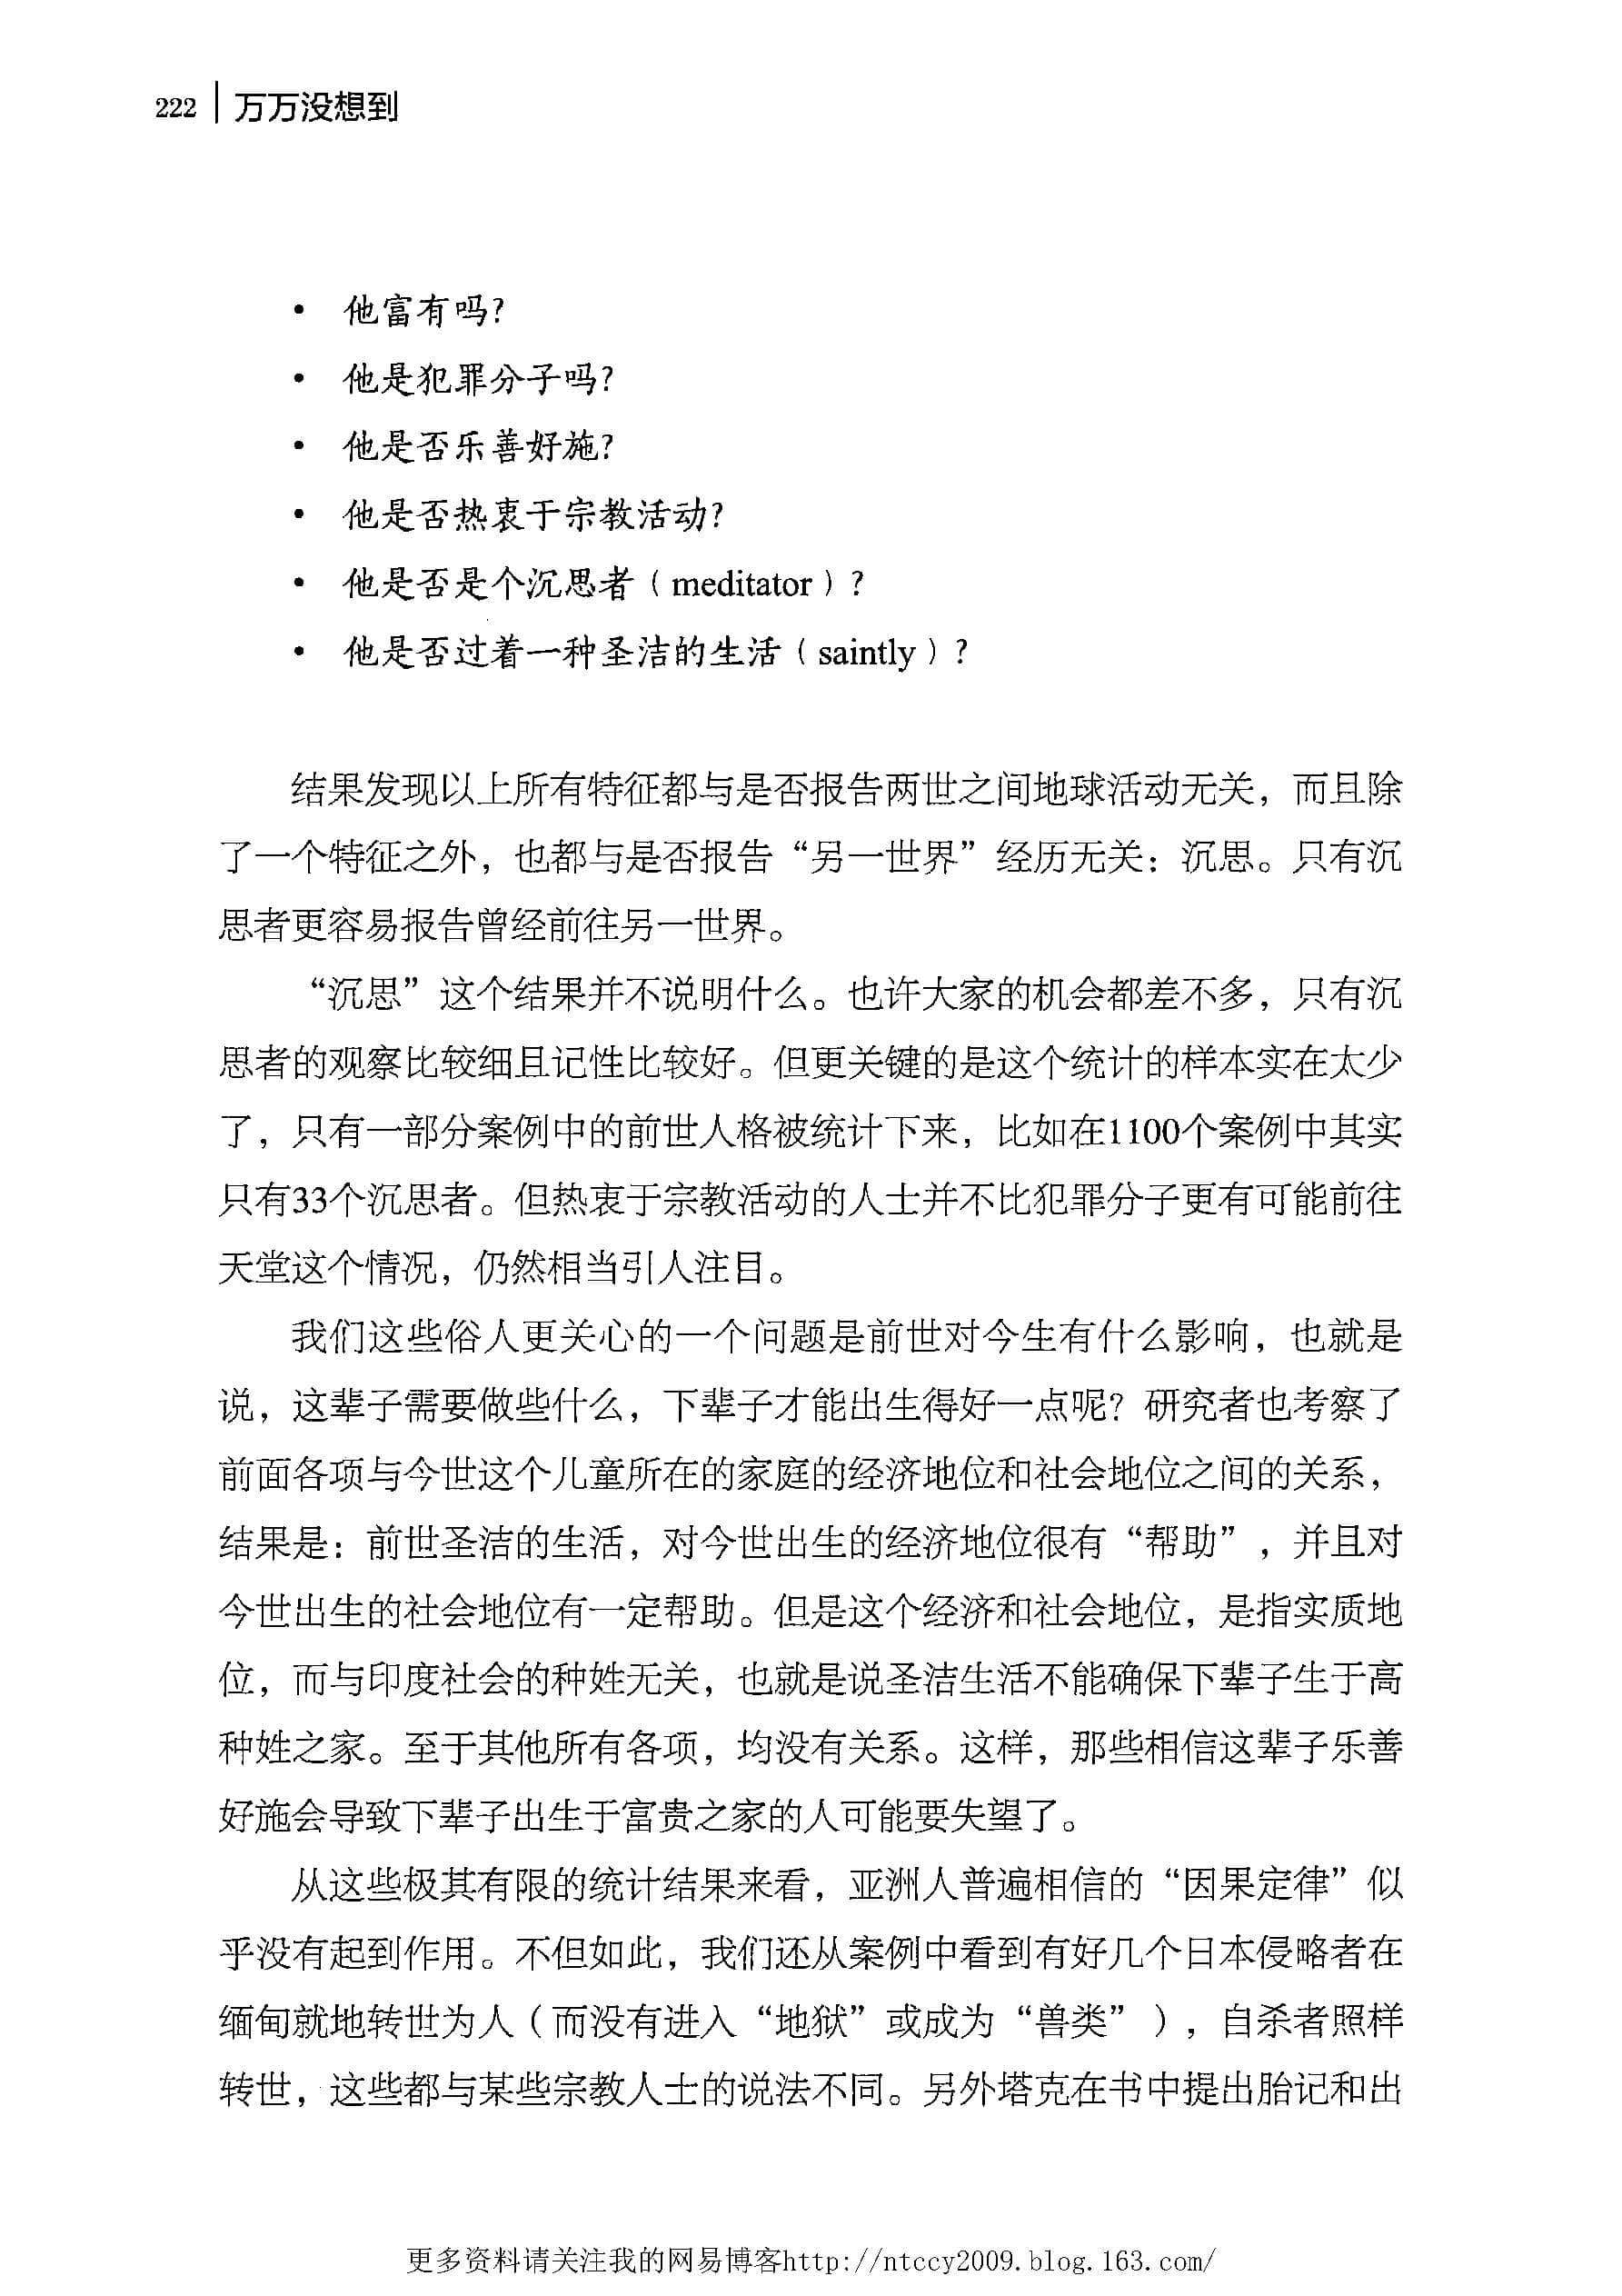 222 | 万万没想到
• 他富有吗?
• 他是犯罪分子吗?
• 他是否乐善好施?
• 他是否热衷于宗教活动?
• 他是否是个沉思者（meditator）?
• 他是否过着一种圣洁的生活（saintly）?
结果发现以上所有特征都与是否报告两世之间地球活动无关，而且除
了一个特征之外，也都与是否报告“另一世界”经历无关：沉思。只有沉
思者更容易报告曾经前往另一世界。
“沉思”这个结果并不说明什么。也许大家的机会都差不多，只有沉
思者的观察比较细且记性比较好。但更关键的是这个统计的样本实在太少
了，只有一部分案例中的前世人格被统计下来，比如在1100个案例中其实
只有33个沉思者。但热衷于宗教活动的人士并不比犯罪分子更有可能前往
天堂这个情况，仍然相当引人注目。
我们这些俗人更关心的一个问题是前世对今生有什么影响，也就是
说，这辈子需要做些什么，下辈子才能出生得好一点呢？研究者也考察了
前面各项与今世这个儿童所在的家庭的经济地位和社会地位之间的关系，
结果是：前世圣洁的生活，对今世出生的经济地位很有“帮助”，并且对
今世出生的社会地位有一定帮助。但是这个经济和社会地位，是指实质地
位，而与印度社会的种姓无关，也就是说圣洁生活不能确保下辈子生于高
种姓之家。至于其他所有各项，均没有关系。这样，那些相信这辈子乐善
好施会导致下辈子出生于富贵之家的人可能要失望了。
从这些极其有限的统计结果来看，亚洲人普遍相信的“因果定律”似
乎没有起到作用。不但如此，我们还从案例中看到有好几个日本侵略者在
缅甸就地转世为人（而没有进入“地狱”或成为“兽类”），自杀者照样
转世，这些都与某些宗教人士的说法不同。另外塔克在书中提出胎记和出
更多资料请关注我的网易博客http://ntccy2009.blog.163.com/